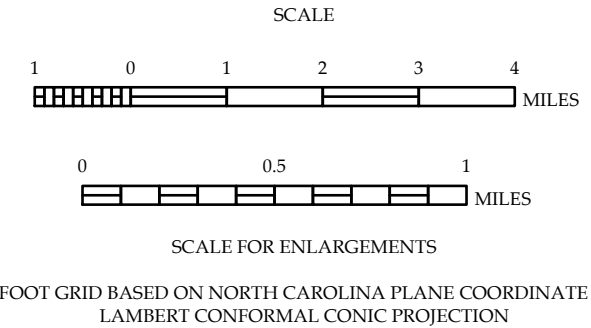 SCALE
1 0 1 2 3 4
MILES
0 0.5 1
MILES
SCALE FOR ENLARGEMENTS
FOOT GRID BASED ON NORTH CAROLINA PLANE COORDINATE
LAMBERT CONFORMAL CONIC PROJECTION